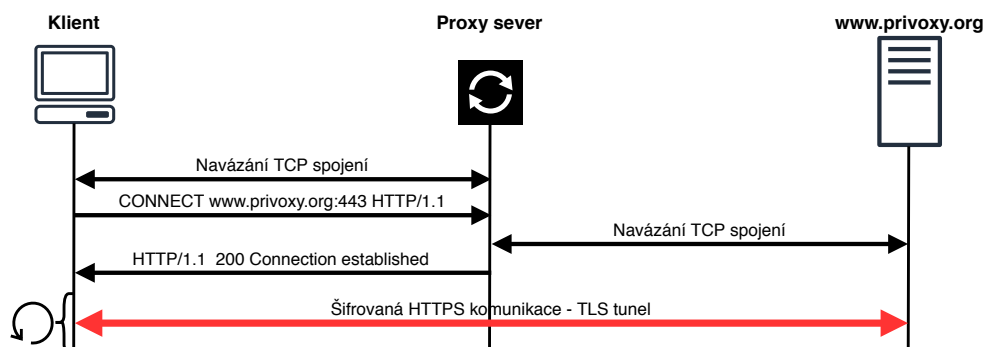 Klient
Proxy sever
www.privoxy.org
Navázání TCP spojení
CONNECT www.privoxy.org:443 HTTP/1.1
Navázání TCP spojení
HTTP/1.1 200 Connection established
Šifrovaná HTTPS komunikace - TLS tunel